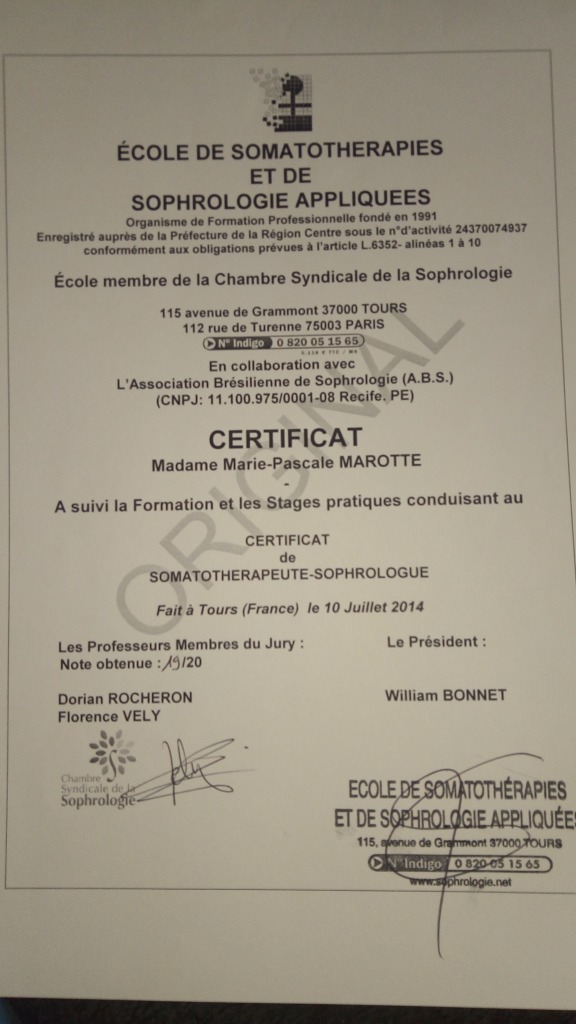 ÉCOLE DE SOMATOTHERAPIES
ET DE
SOPHROLOGIE APPLIQUEES
Organisme de Formation Professionnelle fondé en 1991
Enregistré auprès de la Préfecture de la Région Centre sous le n°d'activité 24370074937
conformément aux obligations prévues à l'article L.6352- alinéas 1 à 10
École membre de la Chambre Syndicale de la Sophrologie
115 avenue de Grammont 37000 TOURS
112 rue de Turenne 75003 PARIS
N° Indigo 0 820 05 15 65
En collaboration avec
L'Association Brésilienne de Sophrologie (A.B.S.)
(CNPJ: 11.100.975/0001-08 Recife. PE)
ORIGINAL
CERTIFICAT
Madame Marie-Pascale MAROTTE
-
A suivi la Formation et les Stages pratiques conduisant au
CERTIFICAT
de
SOMATOTHERAPEUTE-SOPHROLOGUE
Fait à Tours (France) le 10 Juillet 2014
Les Professeurs Membres du Jury :
Note obtenue : 19/20
Le Président :
Dorian ROCHERON
Florence VELY
William BONNET
Chambre
Syndicale de la
Sophrologie
Vely
ECOLE DE SOMATOTHÉRAPIES
ET DE SOPHROLOGIE APPLIQUÉES
115, avenue de Grammont 37000 TOURS
N° Indigo 0 820 05 15 65
www.sophrologie.net